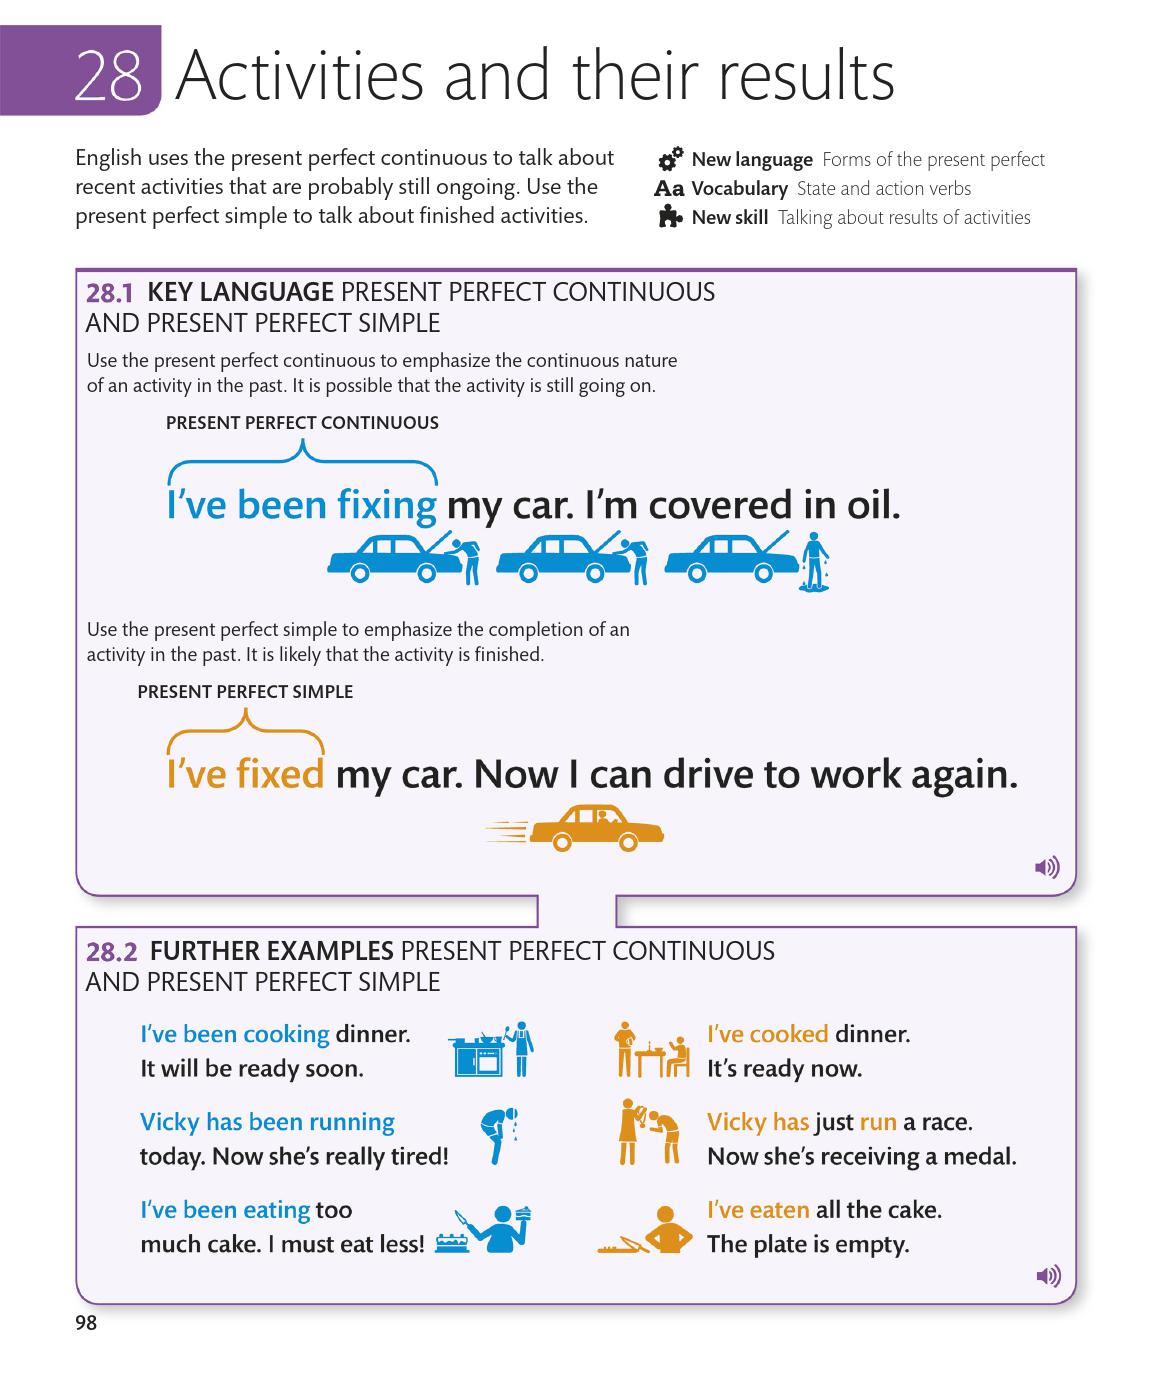 28 Activities and their results
English uses the present perfect continuous to talk about
recent activities that are probably still ongoing. Use the
present perfect simple to talk about finished activities.
New language Forms of the present perfect
Aa Vocabulary State and action verbs
New skill Talking about results of activities
28.1 KEY LANGUAGE PRESENT PERFECT CONTINUOUS
AND PRESENT PERFECT SIMPLE
Use the present perfect continuous to emphasize the continuous nature
of an activity in the past. It is possible that the activity is still going on.
PRESENT PERFECT CONTINUOUS
I’ve been fixing my car. I’m covered in oil.
Use the present perfect simple to emphasize the completion of an
activity in the past. It is likely that the activity is finished.
PRESENT PERFECT SIMPLE
I’ve fixed my car. Now I can drive to work again.
28.2 FURTHER EXAMPLES PRESENT PERFECT CONTINUOUS
AND PRESENT PERFECT SIMPLE
I’ve been cooking dinner.
It will be ready soon.
I’ve cooked dinner.
It’s ready now.
Vicky has been running
today. Now she’s really tired!
Vicky has just run a race.
Now she’s receiving a medal.
I’ve been eating too
much cake. I must eat less!
I’ve eaten all the cake.
The plate is empty.
98